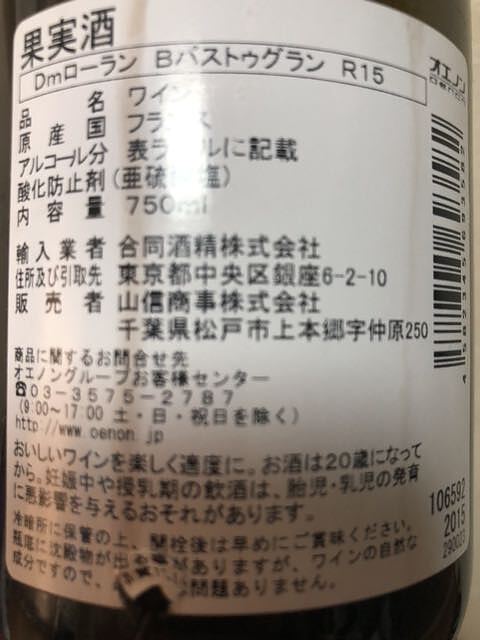 果実酒
Dmローラン Bパストゥグラン R15
オエノン
品名 ワイン
原産国 フランス
アルコール分 表ラベルに記載
酸化防止剤(亜硫酸塩)
内容量 750ml
輸入業者 合同酒精株式会社
住所及び引取先 東京都中央区銀座6-2-10
販売者 山信商事株式会社
千葉県松戸市上本郷字仲原250
商品に関するお問合せ先
オエノングループお客様センター
☎03-3575-2787
(9:00~17:00 土・日・祝日を除く)
http://www.oenon.jp
おいしいワインを楽しく適度に。お酒は20歳になって
から。妊娠中や授乳期の飲酒は、胎児・乳児の発育
に悪影響を与えるおそれがあります。
冷暗所に保管の上、開栓後は早めにご賞味ください。
瓶底に沈殿物が出る事がありますが、ワインの自然な
成分ですので、問題ありません。
106592
2015
290023